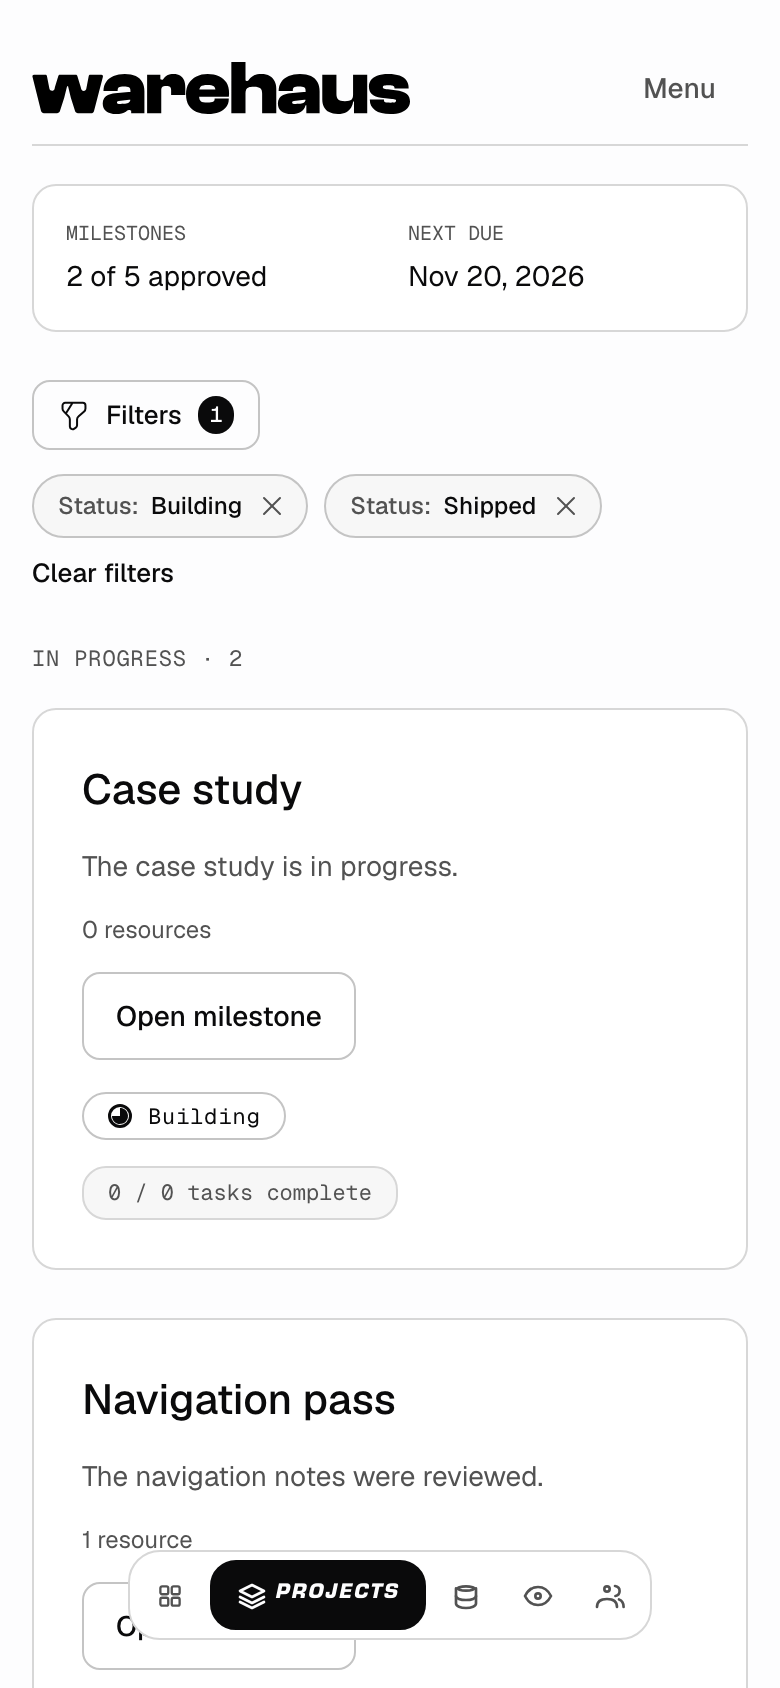 warehaus
Menu
MILESTONES
2 of 5 approved
NEXT DUE
Nov 20, 2026
Filters 1
Status: Building
Status: Shipped
Clear filters
IN PROGRESS · 2
Case study
The case study is in progress.
0 resources
Open milestone
Building
0 / 0 tasks complete
Navigation pass
The navigation notes were reviewed.
1 resource
PROJECTS